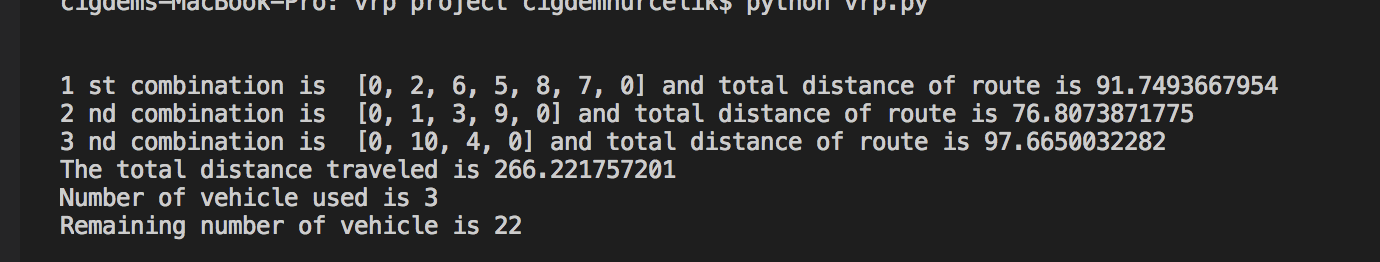 cigdems-MacBook-Pro: vrp project cigdemnurcelik$ python vrp.py
1 st combination is  [0, 2, 6, 5, 8, 7, 0] and total distance of route is 91.7493667954
2 nd combination is  [0, 1, 3, 9, 0] and total distance of route is 76.8073871775
3 nd combination is  [0, 10, 4, 0] and total distance of route is 97.6650032282
The total distance traveled is 266.221757201
Number of vehicle used is 3
Remaining number of vehicle is 22